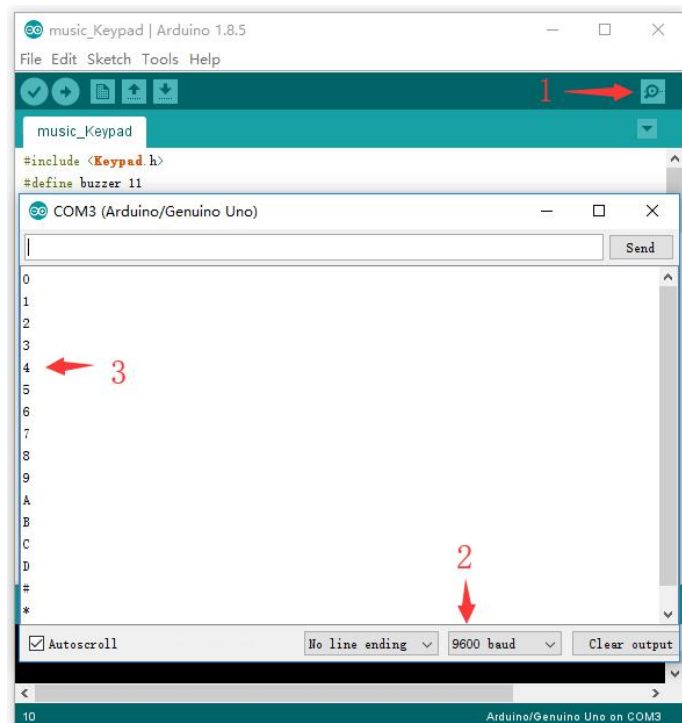 music_Keypad | Arduino 1.8.5
File Edit Sketch Tools Help
1
music_Keypad
#include <Keypad.h>
#define buzzer 11
COM3 (Arduino/Genuino Uno)
Send
0
1
2
3
4
3
5
6
7
8
9
A
B
C
D
2
#
*
Autoscroll
No line ending
9600 baud
Clear output
10
Arduino/Genuino Uno on COM3